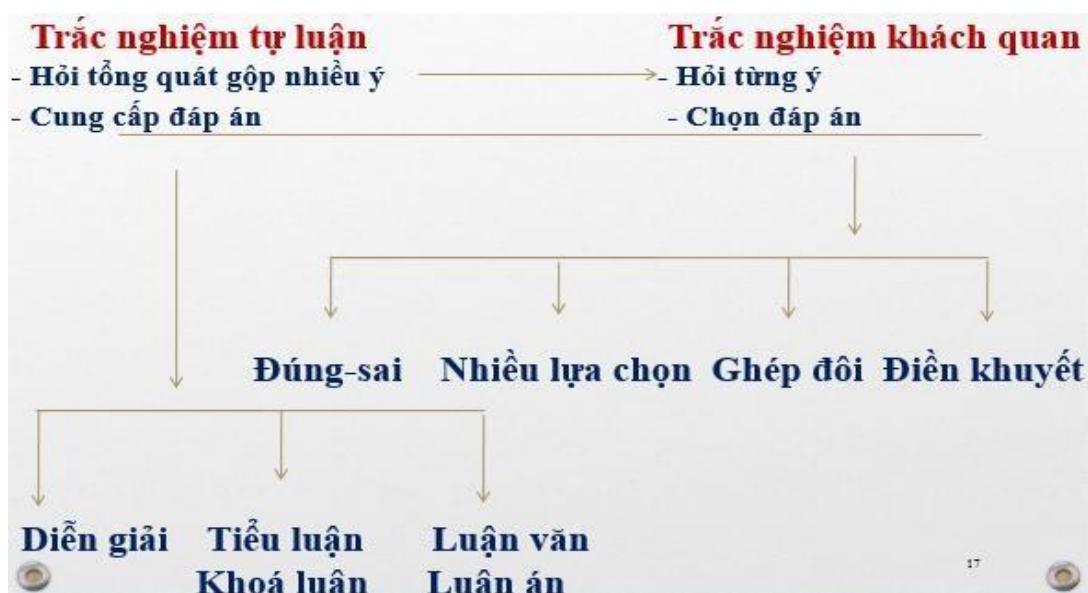 Trắc nghiệm tự luận
- Hỏi tổng quát gộp nhiều ý
- Cung cấp đáp án
Trắc nghiệm khách quan
- Hỏi từng ý
- Chọn đáp án
Đúng-sai
Nhiều lựa chọn
Ghép đôi
Điền khuyết
Diễn giải
Tiểu luận
Khoá luận
Luận văn
Luận án
17